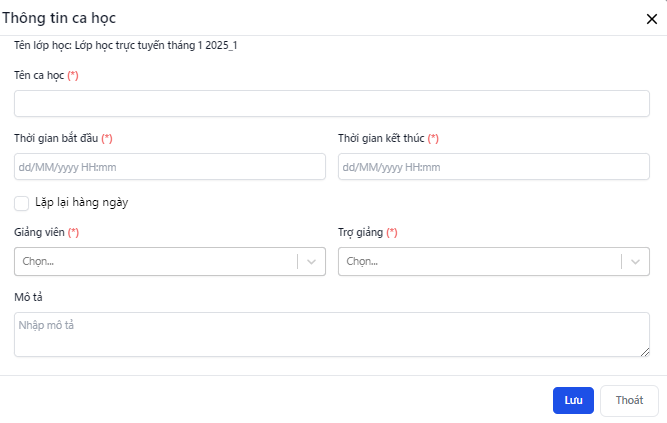 Thông tin ca học
Tên lớp học: Lớp học trực tuyến tháng 1 2025_1
Tên ca học (*)
Thời gian bắt đầu (*) Thời gian kết thúc (*)
dd/MM/yyyy HH:mm dd/MM/yyyy HH:mm
Lặp lại hàng ngày
Giảng viên (*) Trợ giảng (*)
Chọn... Chọn...
Mô tả
Nhập mô tả
Lưu Thoát